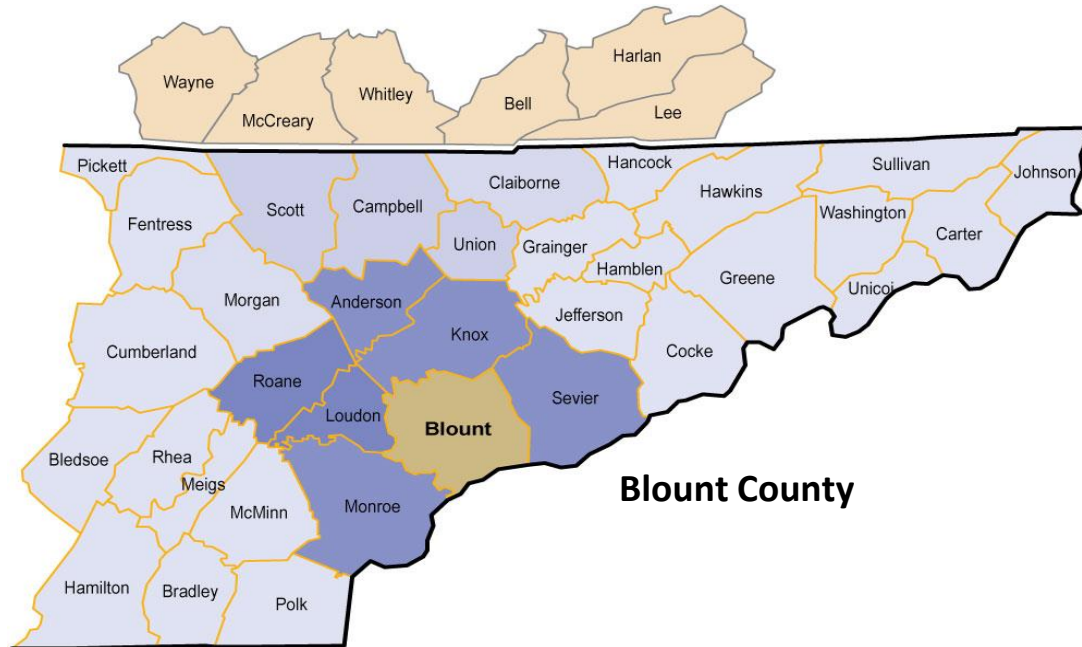 Harlan
Wayne
Whitley
Bell
Lee
McCreary
Pickett
Hancock
Sullivan
Johnson
Claiborne
Hawkins
Scott
Campbell
Washington
Fentress
Union
Grainger
Carter
Hamblen
Greene
Unicoi
Morgan
Anderson
Jefferson
Knox
Cumberland
Cocke
Roane
Sevier
Loudon
Blount
Bledsoe
Rhea
Meigs
Blount County
McMinn
Monroe
Hamilton
Bradley
Polk